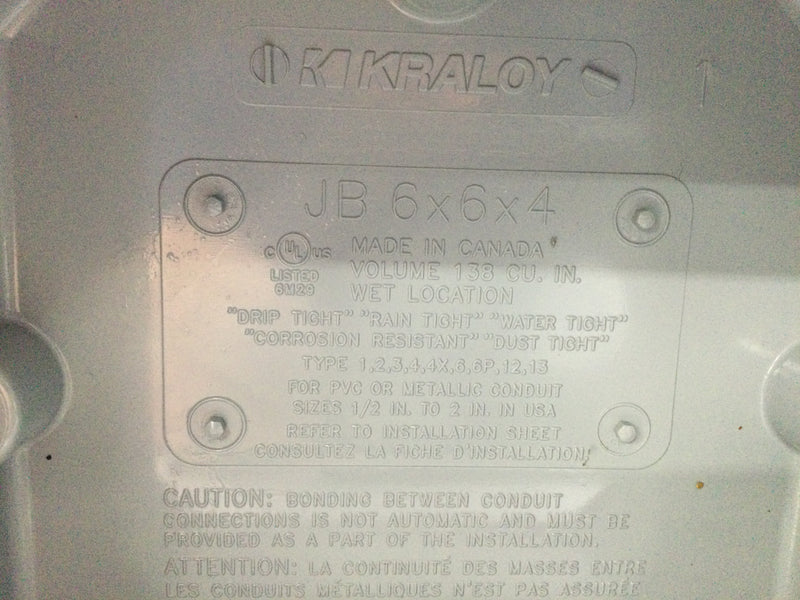 KRALOY
JB 6x6x4
C UL US
LISTED
6M29
MADE IN CANADA
VOLUME 138 CU. IN.
WET LOCATION
"DRIP TIGHT" "RAIN TIGHT" "WATER TIGHT"
"CORROSION RESISTANT" "DUST TIGHT"
TYPE 1,2,3,4,4X,6,6P,12,13
FOR PVC OR METALLIC CONDUIT
SIZES 1/2 IN. TO 2 IN. IN USA
REFER TO INSTALLATION SHEET
CONSULTEZ LA FICHE D'INSTALLATION
CAUTION: BONDING BETWEEN CONDUIT
CONNECTIONS IS NOT AUTOMATIC AND MUST BE
PROVIDED AS A PART OF THE INSTALLATION.
ATTENTION: LA CONTINUITÉ DES MASSES ENTRE
LES CONDUITS MÉTALLIQUES N'EST PAS ASSURÉE